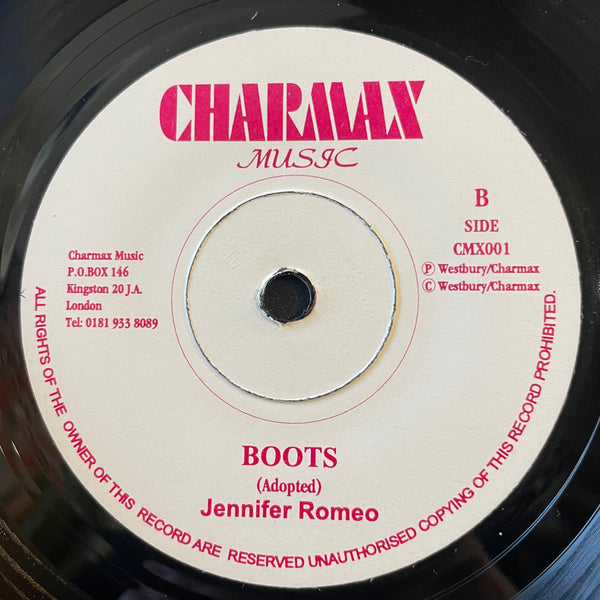 CHARMAX
MUSIC
B
SIDE
CMX001
Ⓟ Westbury/Charmax
Ⓒ Westbury/Charmax
Charmax Music
P.O.BOX 146
Kingston 20 J.A.
London
Tel: 0181 933 8089
BOOTS
(Adopted)
Jennifer Romeo
ALL RIGHTS OF THE OWNER OF THIS RECORD ARE RESERVED UNAUTHORISED COPYING OF THIS RECORD PROHIBITED.